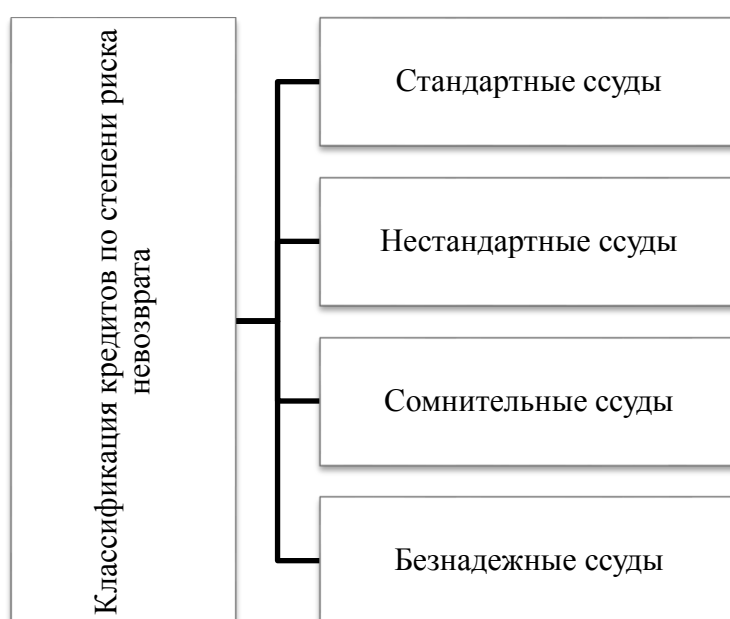 Классификация кредитов по степени риска
невозврата
Стандартные ссуды
Нестандартные ссуды
Сомнительные ссуды
Безнадежные ссуды